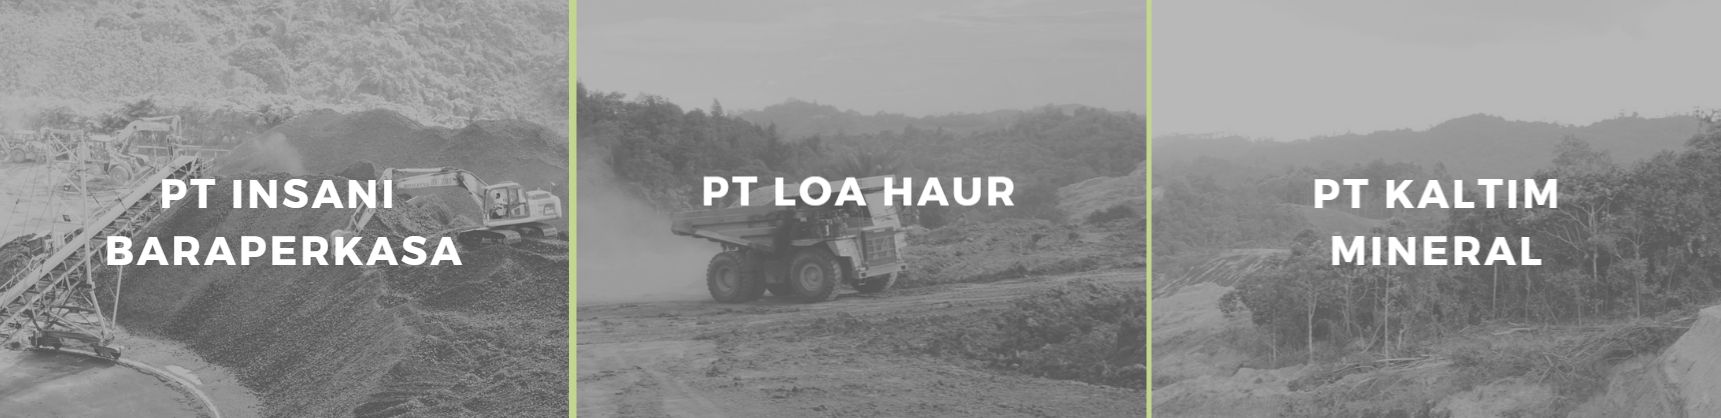 PT INSANI
BARAPERKASA
PT LOA HAUR
PT KALTIM
MINERAL